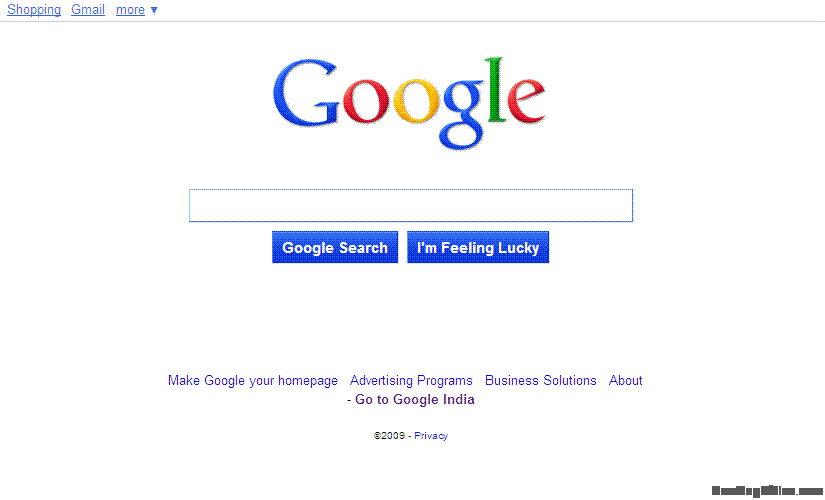 Shopping Gmail more ▼
Google
Google Search I'm Feeling Lucky
Make Google your homepage Advertising Programs Business Solutions About
- Go to Google India
©2009 - Privacy